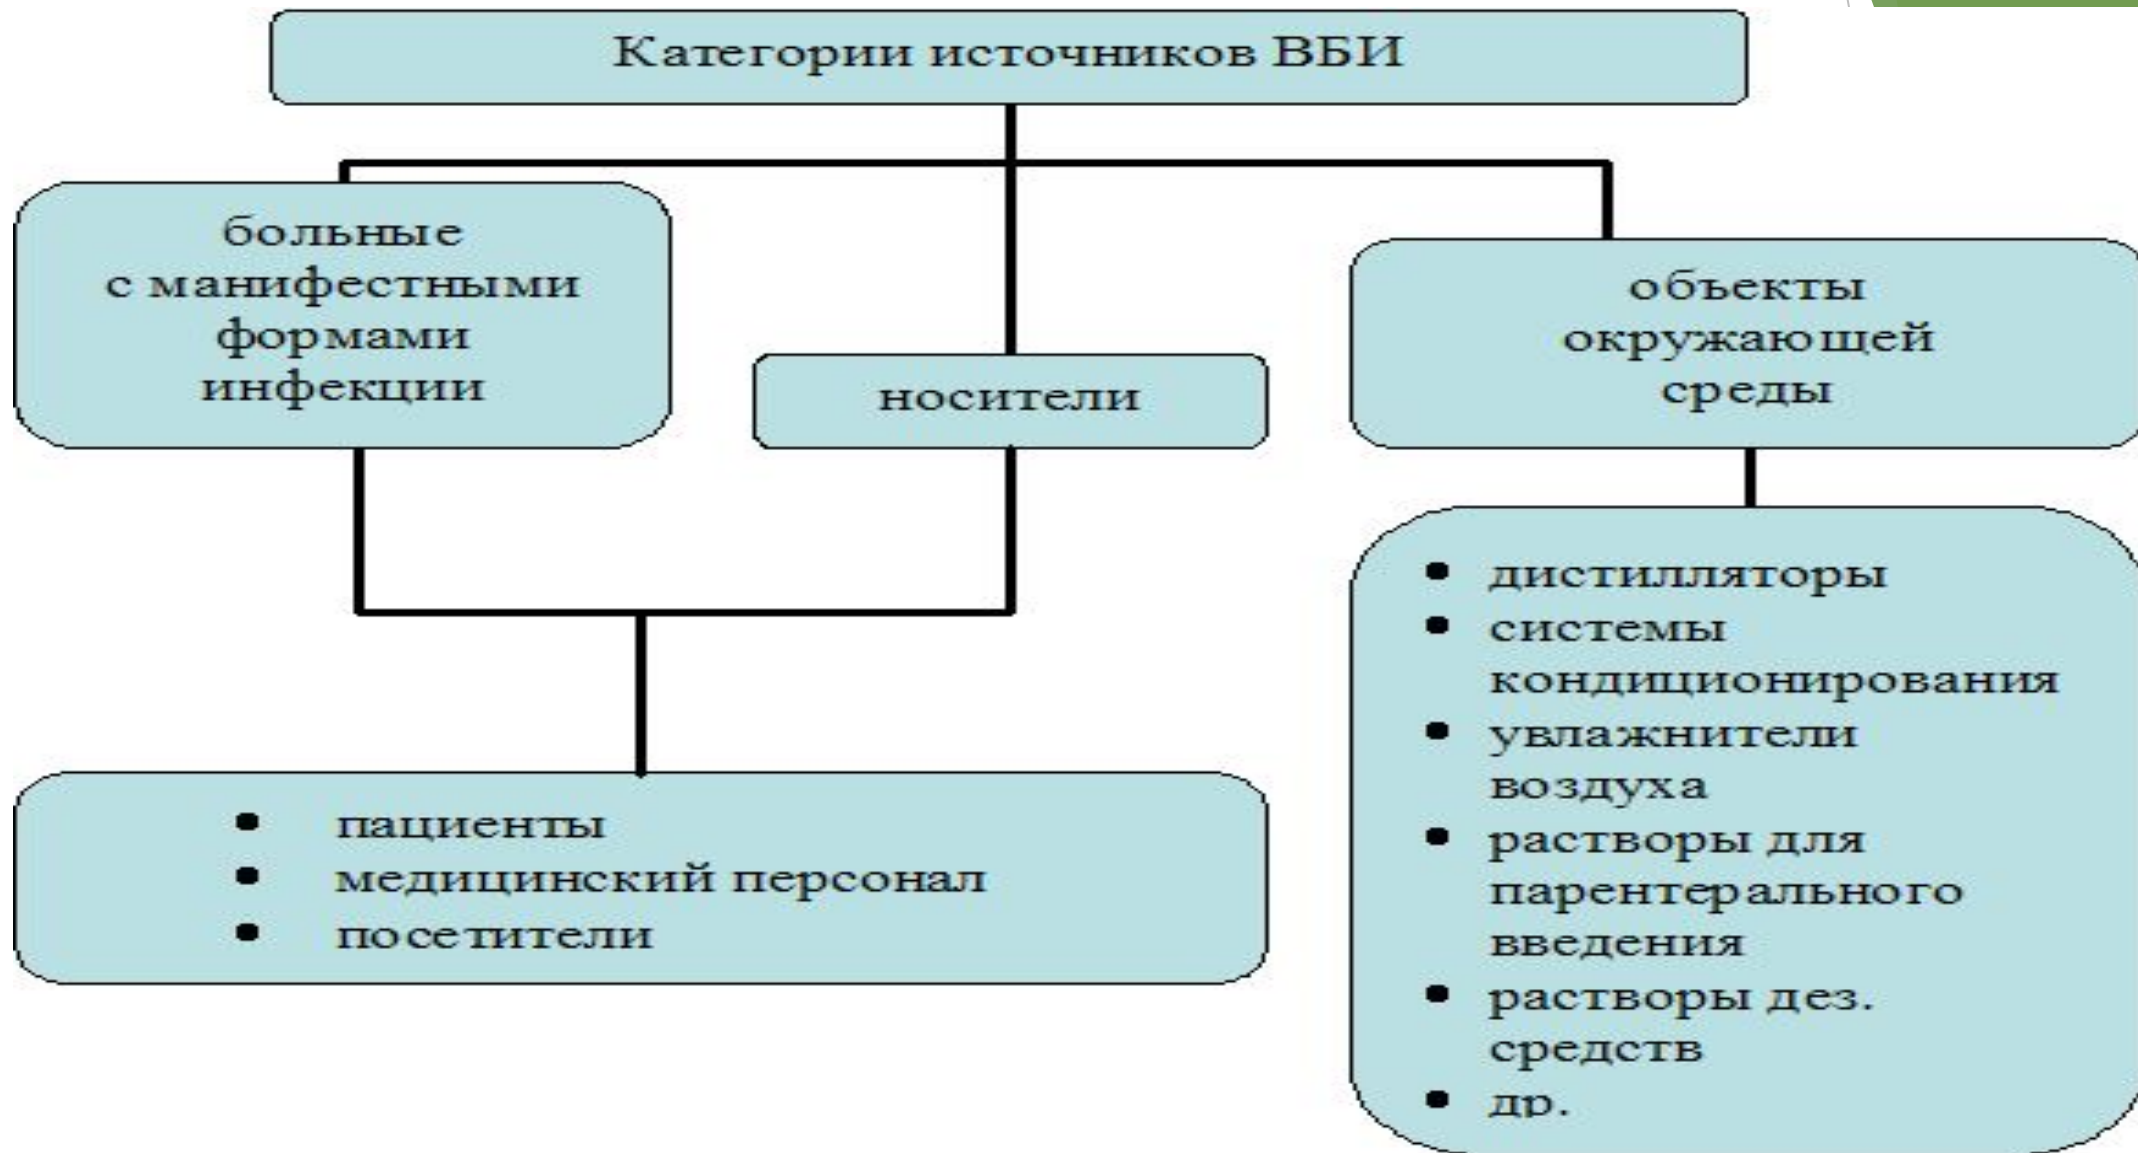 Категории источников ВБИ
больные
с манифестными
формами
инфекции
носители
объекты
окружающей
среды
• пациенты
• медицинский персонал
• посетители
• дистилляторы
• системы
кондиционирования
• увлажнители
воздуха
• растворы для
парентерального
введения
• растворы дез.
средств
• др.